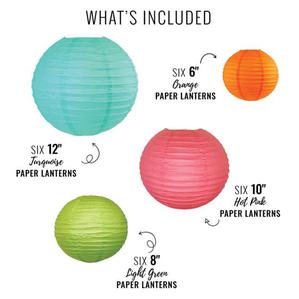 WHAT'S INCLUDED
SIX 6"
Orange
PAPER LANTERNS
SIX 12"
Turquoise
PAPER LANTERNS
SIX 10"
Hot Pink
PAPER LANTERNS
SIX 8"
Light Green
PAPER LANTERNS